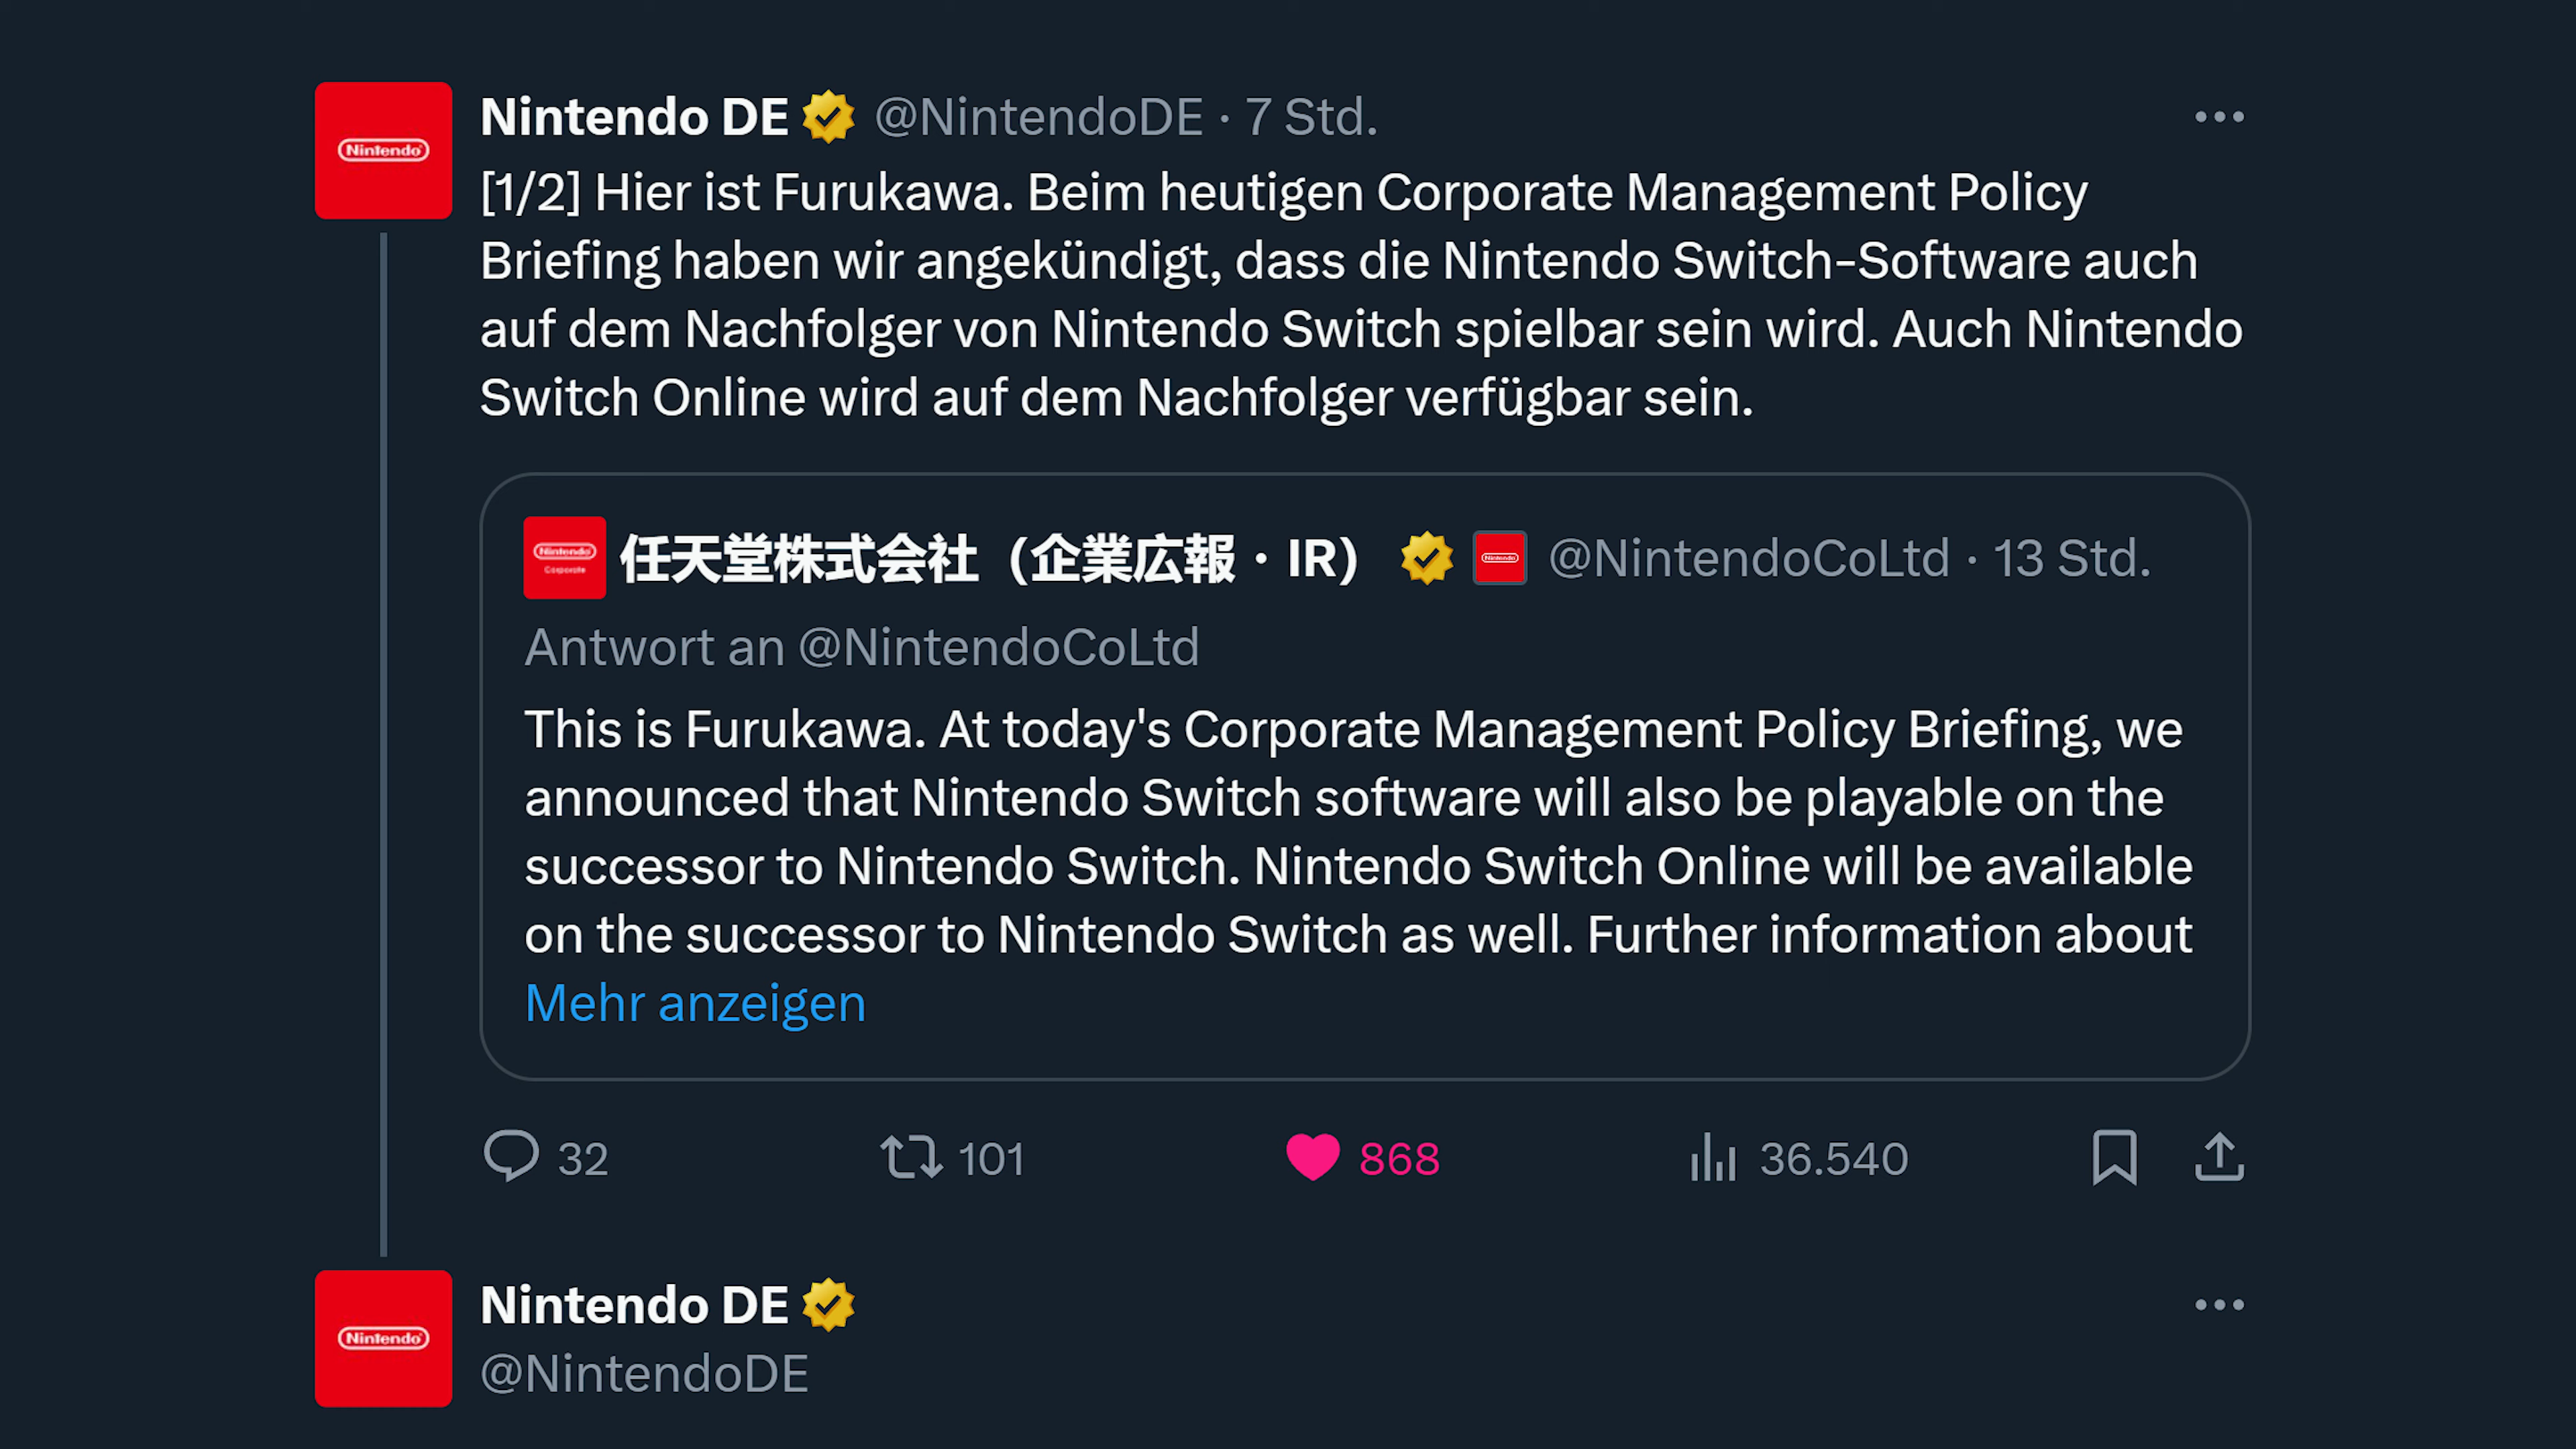 Nintendo
Nintendo DE @NintendoDE · 7 Std.
[1/2] Hier ist Furukawa. Beim heutigen Corporate Management Policy
Briefing haben wir angekündigt, dass die Nintendo Switch-Software auch
auf dem Nachfolger von Nintendo Switch spielbar sein wird. Auch Nintendo
Switch Online wird auf dem Nachfolger verfügbar sein.
Nintendo
Corporate
任天堂株式会社（企業広報・IR） Nintendo @NintendoCoLtd · 13 Std.
Antwort an @NintendoCoLtd
This is Furukawa. At today's Corporate Management Policy Briefing, we
announced that Nintendo Switch software will also be playable on the
successor to Nintendo Switch. Nintendo Switch Online will be available
on the successor to Nintendo Switch as well. Further information about
Mehr anzeigen
32 101 868 36.540
Nintendo
Nintendo DE
@NintendoDE